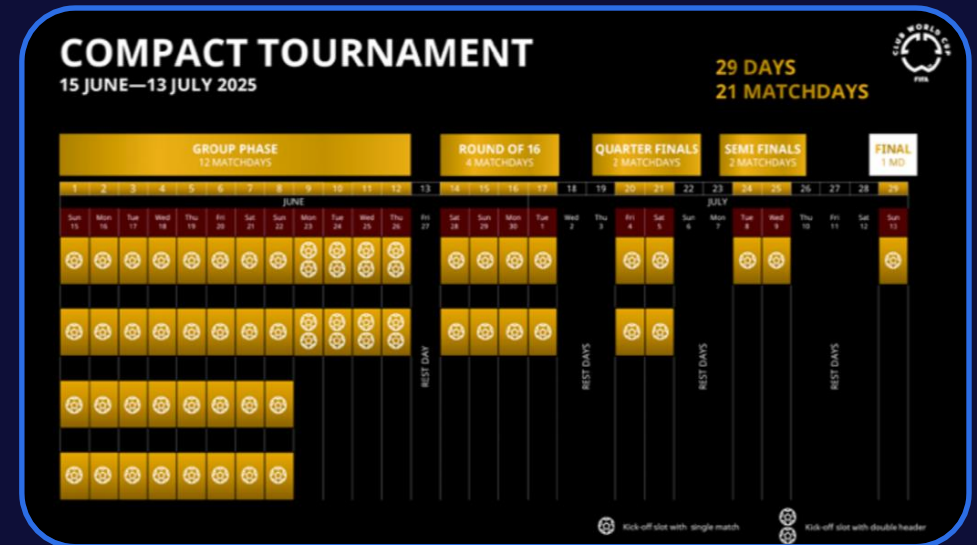 COMPACT TOURNAMENT
15 JUNE—13 JULY 2025
29 DAYS
21 MATCHDAYS
CLUB WORLD CUP
FIFA
GROUP PHASE
12 MATCHDAYS
ROUND OF 16
4 MATCHDAYS
QUARTER FINALS
2 MATCHDAYS
SEMI FINALS
2 MATCHDAYS
FINAL
1 MD
1 2 3 4 5 6 7 8 9 10 11 12 13 14 15 16 17 18 19 20 21 22 23 24 25 26 27 28 29
JUNE JULY
Sun Mon Tue Wed Thu Fri Sat Sun Mon Tue Wed Thu Fri Sat Sun Mon Tue Wed Thu Fri Sat Sun Mon Tue Wed Thu Fri Sat Sun
15 16 17 18 19 20 21 22 23 24 25 26 27 28 29 30 1 2 3 4 5 6 7 8 9 10 11 12 13
REST DAY
REST DAYS
REST DAYS
REST DAYS
Kick-off slot with single match
Kick-off slot with double header